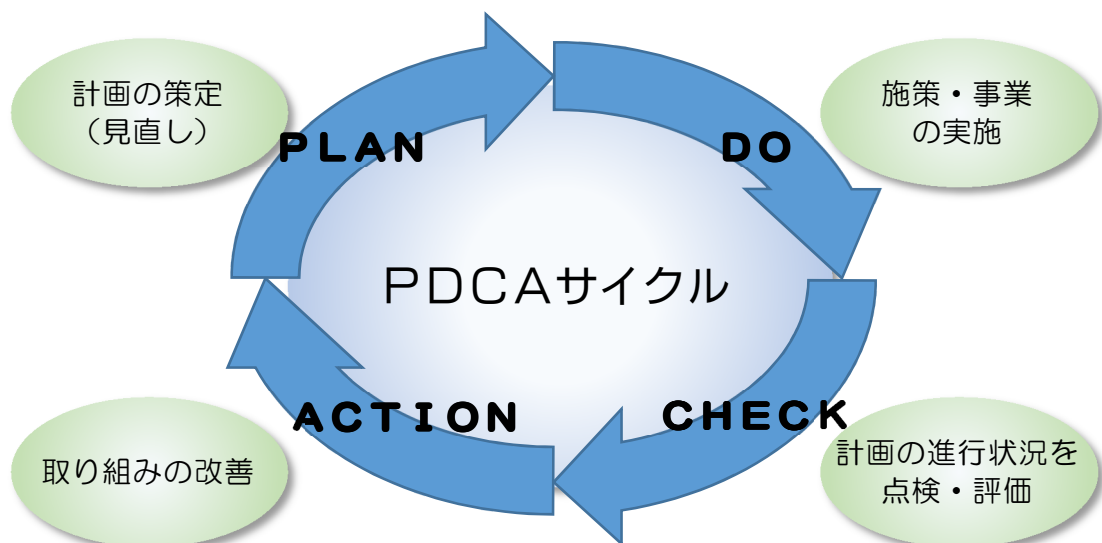 計画の策定
（見直し）
PLAN
DO
施策・事業
の実施
PDCAサイクル
ACTION
CHECK
取り組みの改善
計画の進行状況を
点検・評価